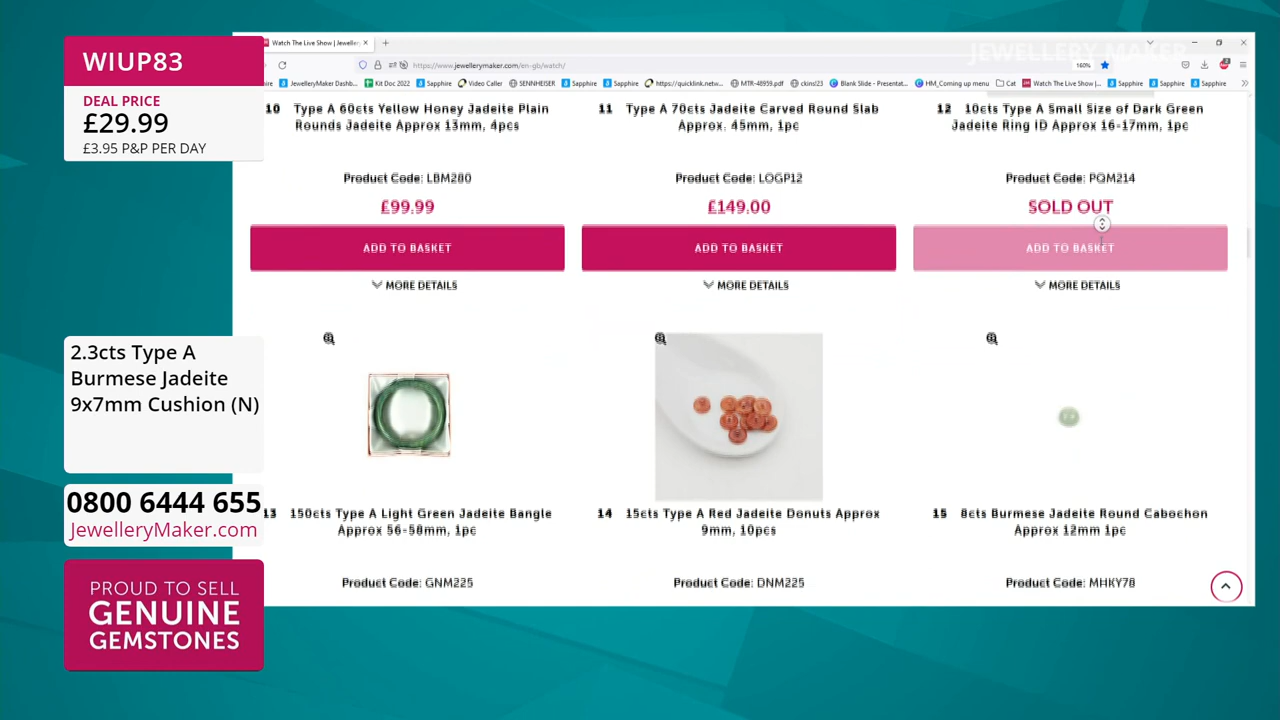 WIUP83
DEAL PRICE
£29.99
£3.95 P&P PER DAY
2.3cts Type A
Burmese Jadeite
9x7mm Cushion (N)
0800 6444 655
JewelleryMaker.com
PROUD TO SELL
GENUINE
GEMSTONES
JEWELLERY MAKER
Watch The Live Show | Jewellery
https://www.jewellerymaker.com/en-gb/watch/
160%
Sapphire JewelleryMaker Dashb... Kit Doc 2022 Sapphire Video Caller SENNHEISER Sapphire Sapphire https://quicklink.netw... MTR-48959.pdf ckinsl23 Blank Slide - Presentat... HM_Coming up menu Cat Watch The Live Show |... Sapphire Sapphire Sapphire
10 Type A 60cts Yellow Honey Jadeite Plain
Rounds Jadeite Approx 13mm, 4pcs
Product Code: LBM280
£99.99
ADD TO BASKET
MORE DETAILS
11 Type A 70cts Jadeite Carved Round Slab
Approx. 45mm, 1pc
Product Code: LOGP12
£149.00
ADD TO BASKET
MORE DETAILS
12 10cts Type A Small Size of Dark Green
Jadeite Ring ID Approx 16-17mm, 1pc
Product Code: PQM214
SOLD OUT
ADD TO BASKET
MORE DETAILS
13 150cts Type A Light Green Jadeite Bangle
Approx 56-58mm, 1pc
Product Code: GNM225
14 15cts Type A Red Jadeite Donuts Approx
9mm, 10pcs
Product Code: DNM225
15 8cts Burmese Jadeite Round Cabochon
Approx 12mm 1pc
Product Code: MHKY78